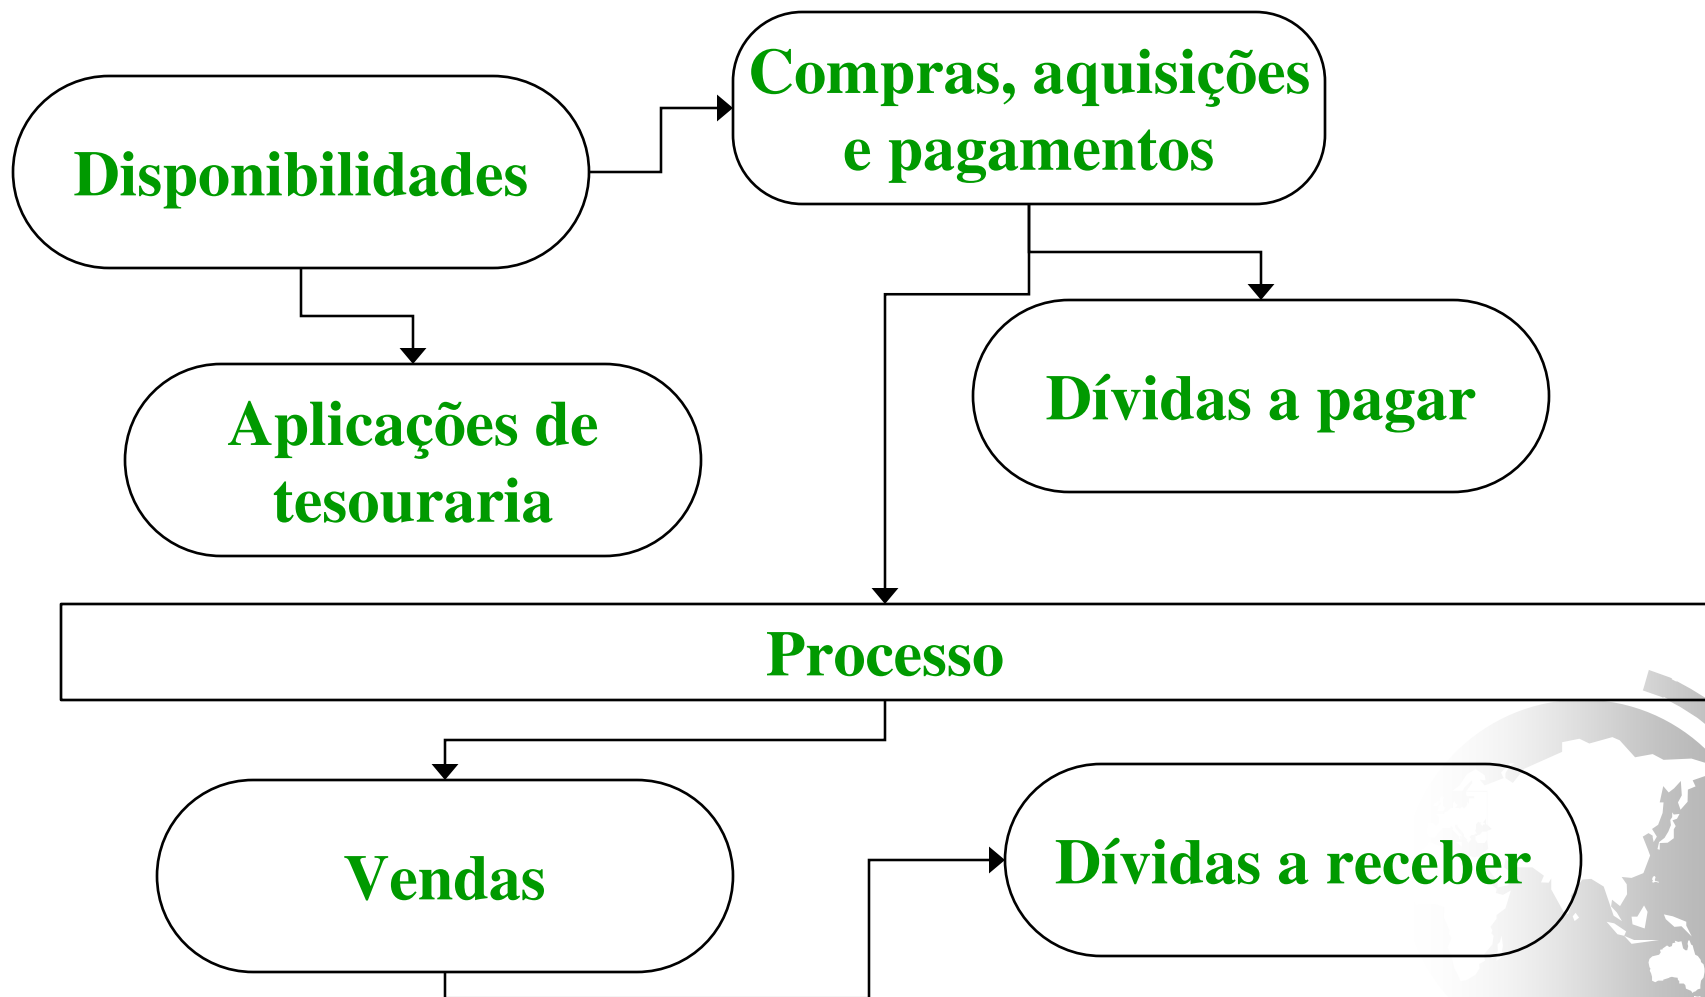 Compras, aquisições
e pagamentos
Disponibilidades
Dívidas a pagar
Aplicações de
tesouraria
Processo
Vendas
Dívidas a receber